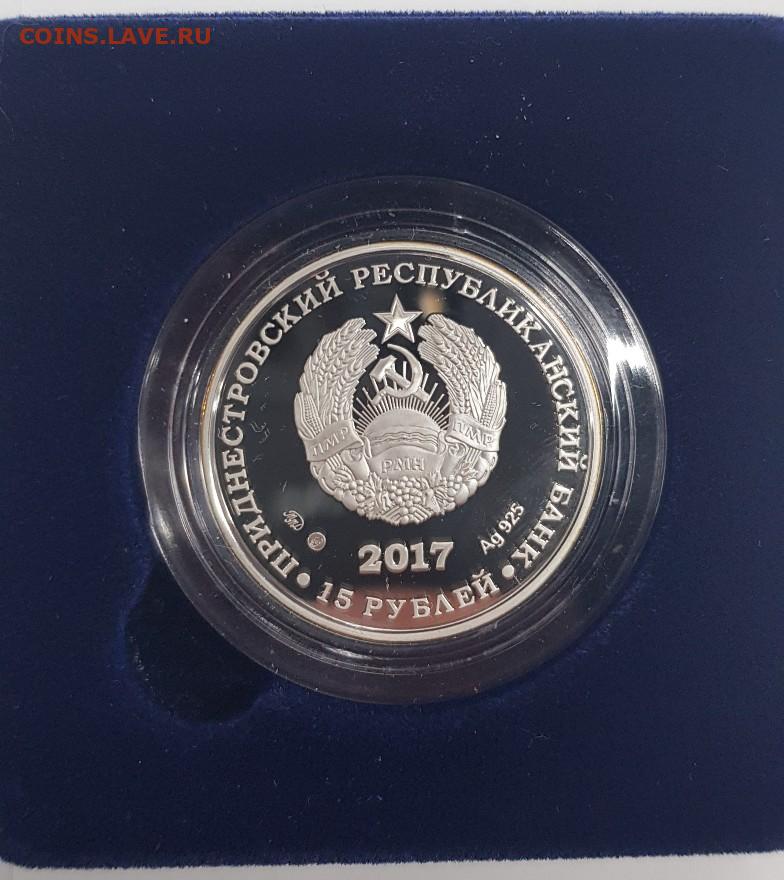 COINS.LAVE.RU
ПРИДНЕСТРОВСКИЙ РЕСПУБЛИКАНСКИЙ БАНК
ПМР ПМР
РМН
Ag 925
2017
• 15 РУБЛЕЙ •